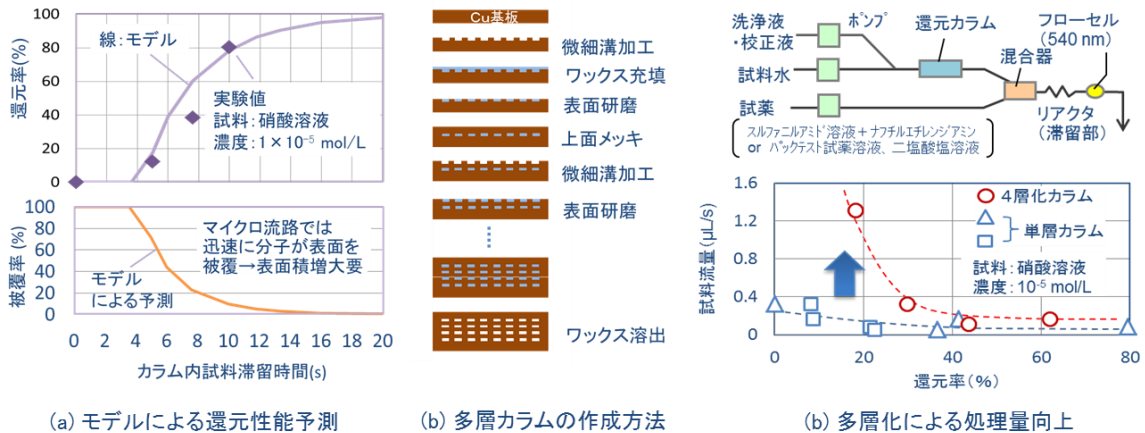 100
80
60
40
20
0
還元率(%)
線：モデル
実験値
試料：硝酸溶液
濃度：1×10⁻⁵ mol/L
100
80
60
40
20
0
被覆率(%)
マイクロ流路では
迅速に分子が表面を
被覆→表面積増大要
モデル
による予測
0 2 4 6 8 10 12 14 16 18 20
カラム内試料滞留時間(s)
(a) モデルによる還元性能予測
Cu基板
微細溝加工
ワックス充填
表面研磨
上面メッキ
微細溝加工
表面研磨
ワックス溶出
(b) 多層カラムの作成方法
洗浄液
・校正液
ポンプ
還元カラム
フローセル
(540 nm)
混合器
試料水
試薬
リアクタ
(滞留部)
スルファニルアミド溶液＋ナフチルエチレンジアミン
or パックテスト試薬溶液、二塩酸塩溶液
1.6
1.2
0.8
0.4
0
試料流量(μL/s)
4層化カラム
単層カラム
試料：硝酸溶液
濃度：10⁻⁵ mol/L
0 20 40 60 80
還元率(%)
(b) 多層化による処理量向上